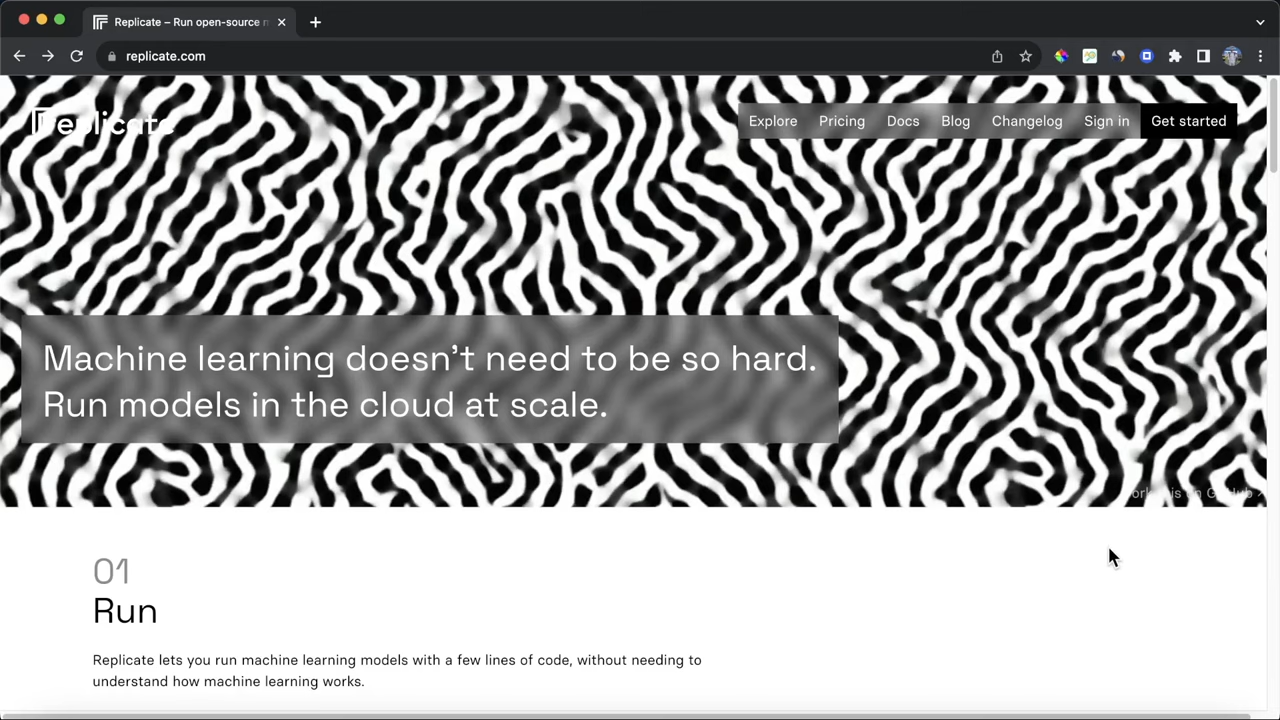 Replicate – Run open-source m
replicate.com
Replicate
Explore Pricing Docs Blog Changelog Sign in Get started
Machine learning doesn't need to be so hard.
Run models in the cloud at scale.
01
Run
Replicate lets you run machine learning models with a few lines of code, without needing to
understand how machine learning works.